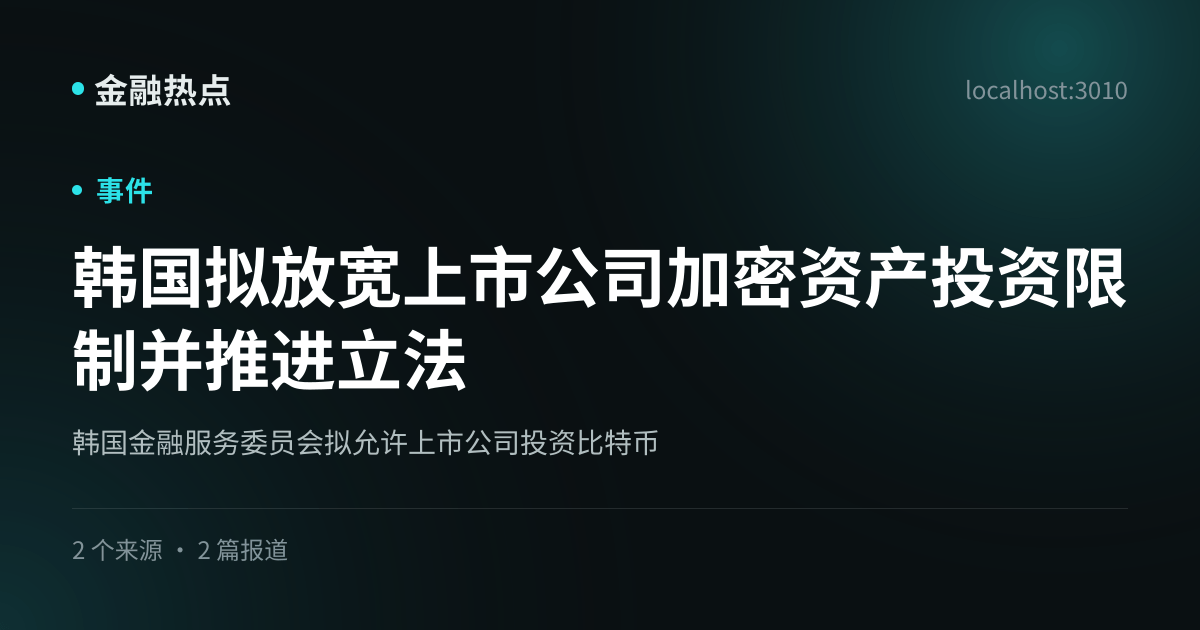 金融热点
localhost:3010
事件
韩国拟放宽上市公司加密资产投资限
制并推进立法
韩国金融服务委员会拟允许上市公司投资比特币
2 个来源 · 2 篇报道